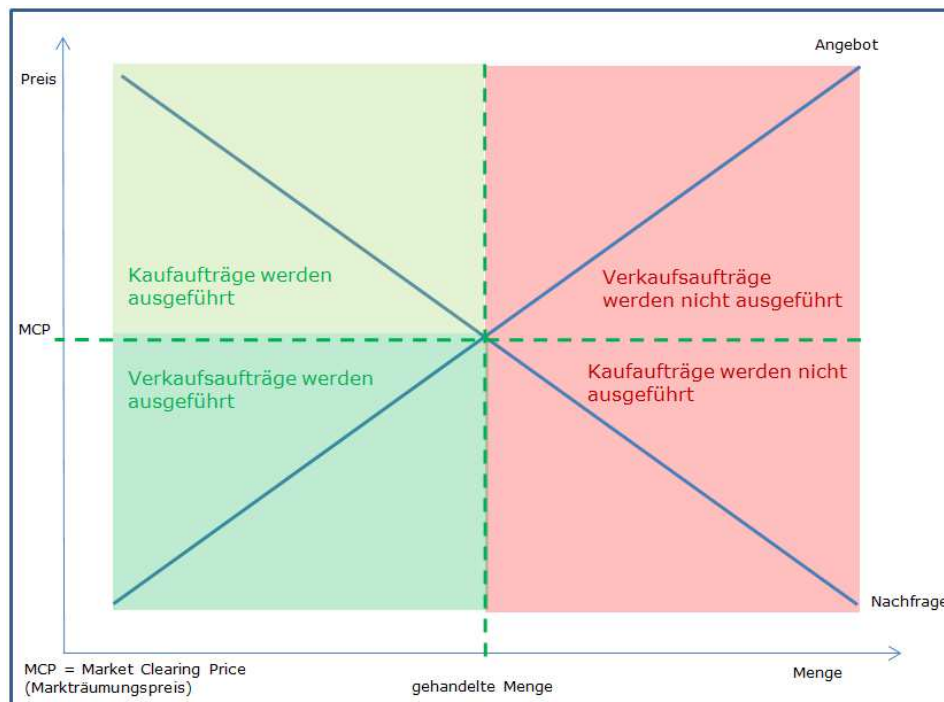 Angebot
Preis
Kaufaufträge werden
ausgeführt
Verkaufsaufträge
werden nicht ausgeführt
MCP
Verkaufsaufträge werden
ausgeführt
Kaufaufträge werden nicht
ausgeführt
Nachfrage
MCP = Market Clearing Price
(Markträumungspreis)
gehandelte Menge
Menge